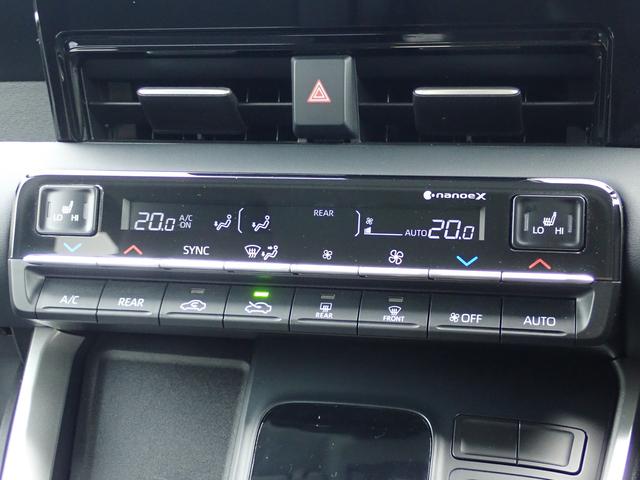 nanoeX
LO HI
20.0 A/C ON
REAR
AUTO 20.0
LO HI
SYNC
A/C
REAR
REAR
FRONT
OFF
AUTO